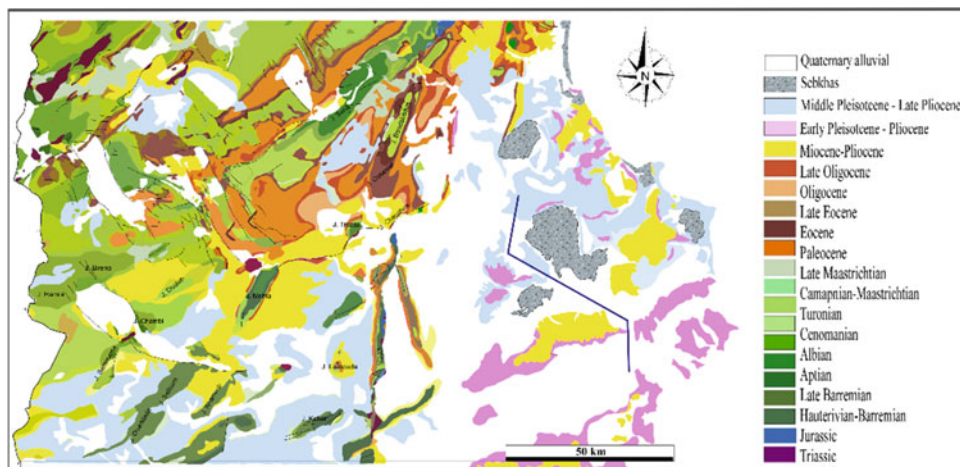 N
Quaternary alluvial
Sebkhas
Middle Pleisotcene - Late Pliocene
Early Pleisotcene - Pliocene
Miocene-Pliocene
Late Oligocene
Oligocene
Late Eocene
Eocene
Paleocene
Late Maastrichtian
Camapnian-Maastrichtian
Turonian
Cenomanian
Albian
Aptian
Late Barremian
Hauterivian-Barremian
Jurassic
Triassic
J. Chambi
50 km